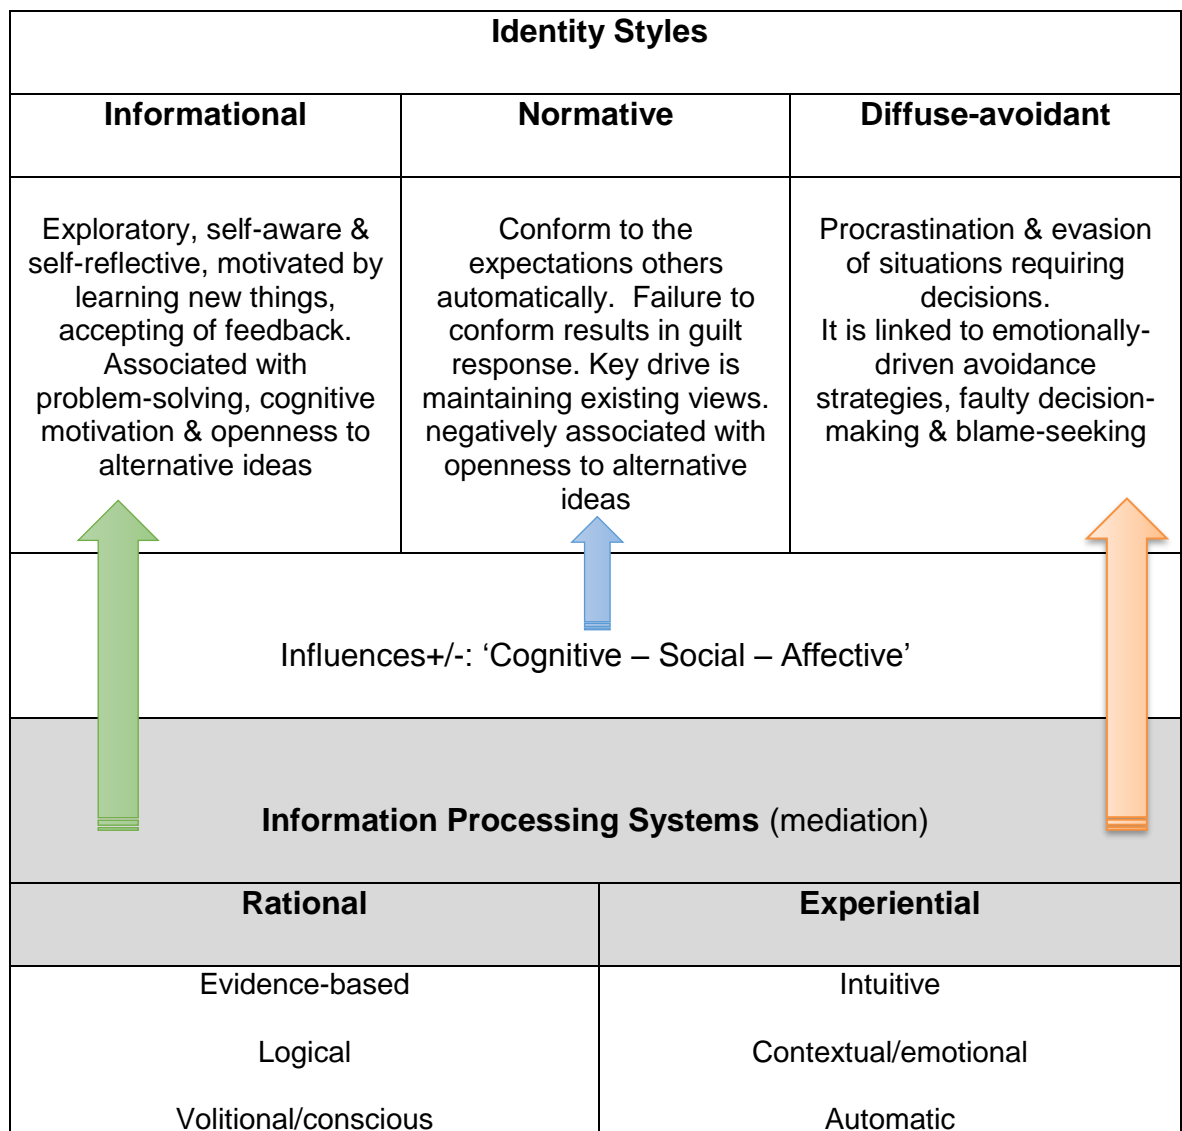 Identity Styles
Informational
Normative
Diffuse-avoidant
Exploratory, self-aware &
self-reflective, motivated by
learning new things,
accepting of feedback.
Associated with
problem-solving, cognitive
motivation & openness to
alternative ideas
Conform to the
expectations others
automatically.  Failure to
conform results in guilt
response. Key drive is
maintaining existing views.
negatively associated with
openness to alternative
ideas
Procrastination & evasion
of situations requiring
decisions.
It is linked to emotionally-
driven avoidance
strategies, faulty decision-
making & blame-seeking
Influences+/-: ‘Cognitive – Social – Affective’
Information Processing Systems (mediation)
Rational
Experiential
Evidence-based
Intuitive
Logical
Contextual/emotional
Volitional/conscious
Automatic